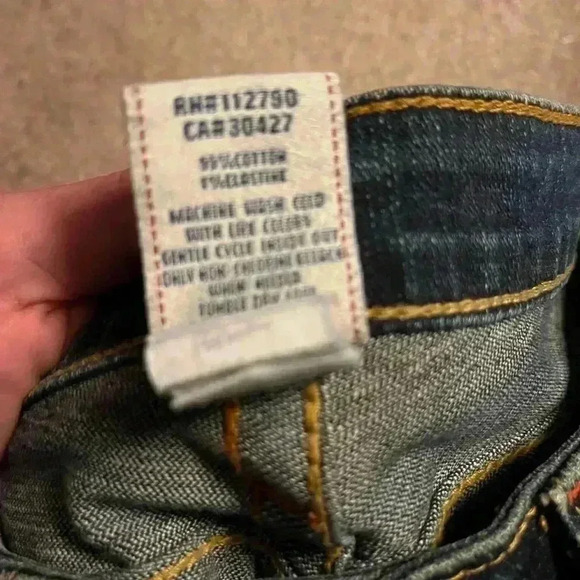 RN#112790
CA#30427
99%COTTON
1%ELASTINE
MACHINE WASH COLD
WITH LIKE COLORS
GENTLE CYCLE INSIDE OUT
ONLY NON-CHLORINE BLEACH
WHEN NEEDED
TUMBLE DRY LOW